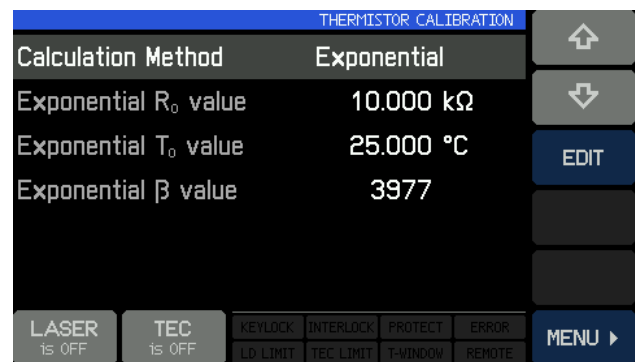 THERMISTOR CALIBRATION
Calculation Method Exponential
Exponential R₀ value 10.000 kΩ
Exponential T₀ value 25.000 °C
EDIT
Exponential β value 3977
LASER is OFF
TEC is OFF
KEYLOCK INTERLOCK PROTECT ERROR
LD LIMIT TEC LIMIT T-WINDOW REMOTE
MENU